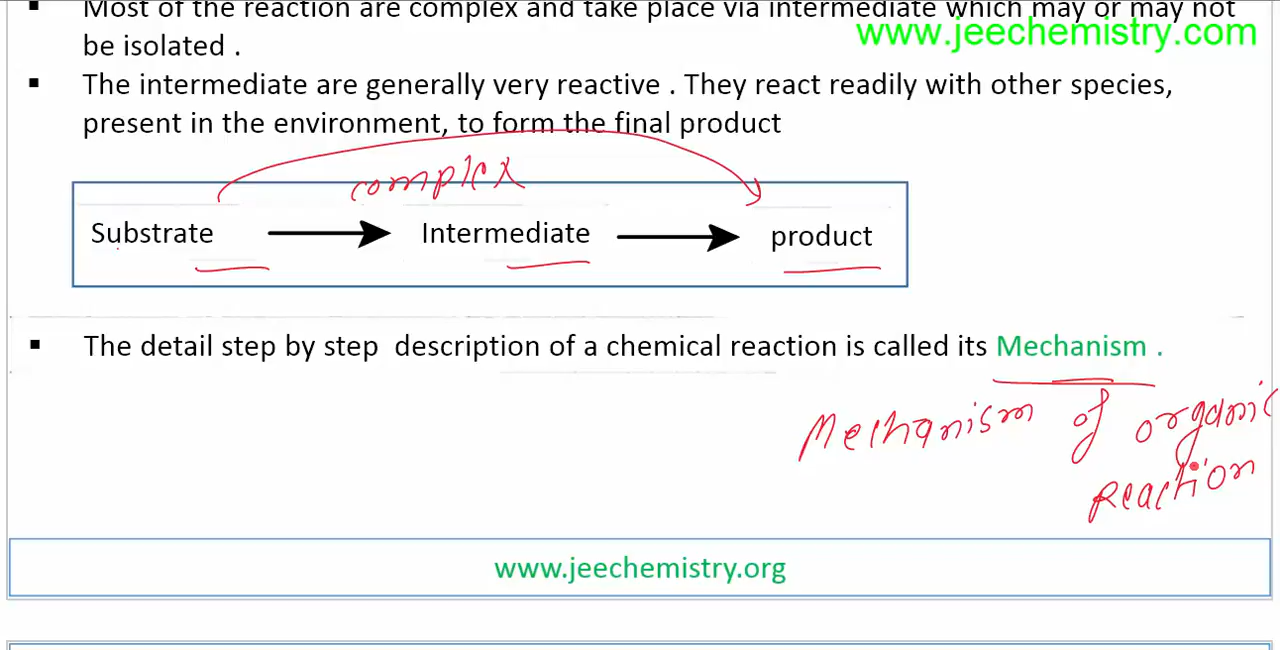 ▪ Most of the reaction are complex and take place via intermediate which may or may not
be isolated .
www.jeechemistry.com
▪ The intermediate are generally very reactive . They react readily with other species,
present in the environment, to form the final product
complex
Substrate → Intermediate → product
▪ The detail step by step description of a chemical reaction is called its Mechanism .
Mechanism of organic
Reaction
www.jeechemistry.org